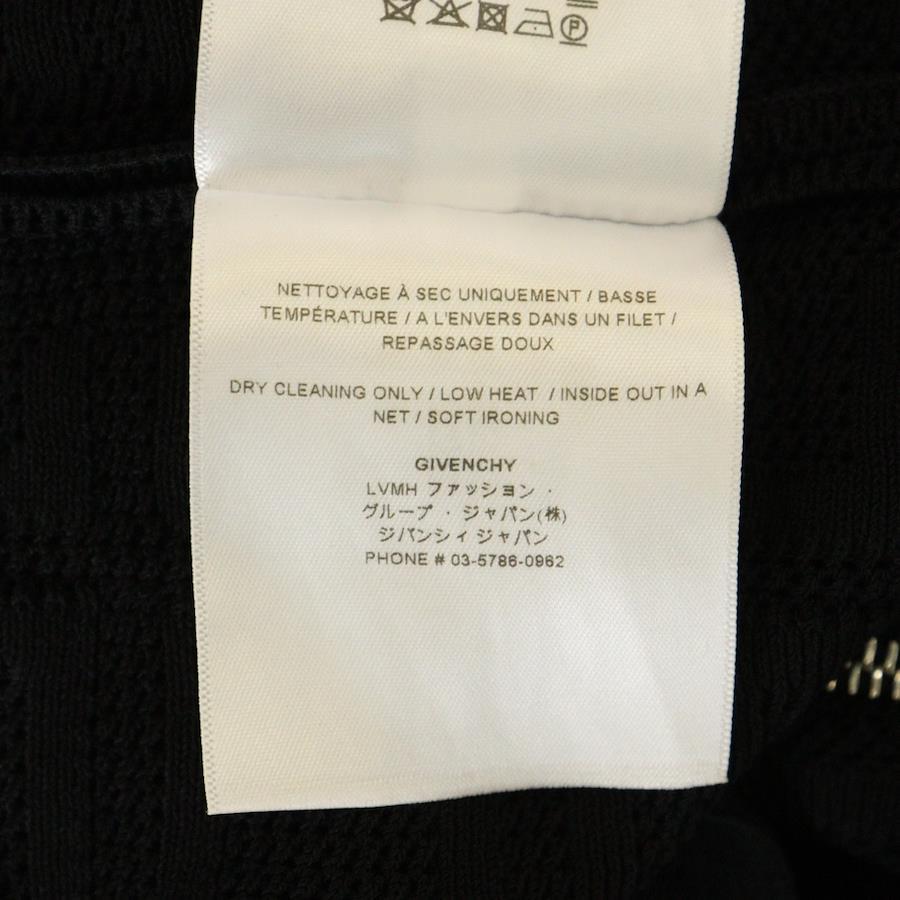 NETTOYAGE À SEC UNIQUEMENT / BASSE
TEMPÉRATURE / A L'ENVERS DANS UN FILET /
REPASSAGE DOUX
DRY CLEANING ONLY / LOW HEAT / INSIDE OUT IN A
NET / SOFT IRONING
GIVENCHY
LVMH ファッション ·
グループ · ジャパン(株)
ジバンシィ ジャパン
PHONE # 03-5786-0962